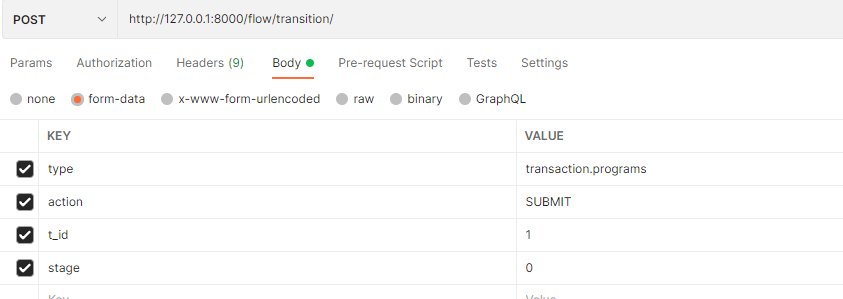 POST http://127.0.0.1:8000/flow/transition/
Params Authorization Headers (9) Body Pre-request Script Tests Settings
none form-data x-www-form-urlencoded raw binary GraphQL
KEY VALUE
type transaction.programs
action SUBMIT
t_id 1
stage 0
Key Value